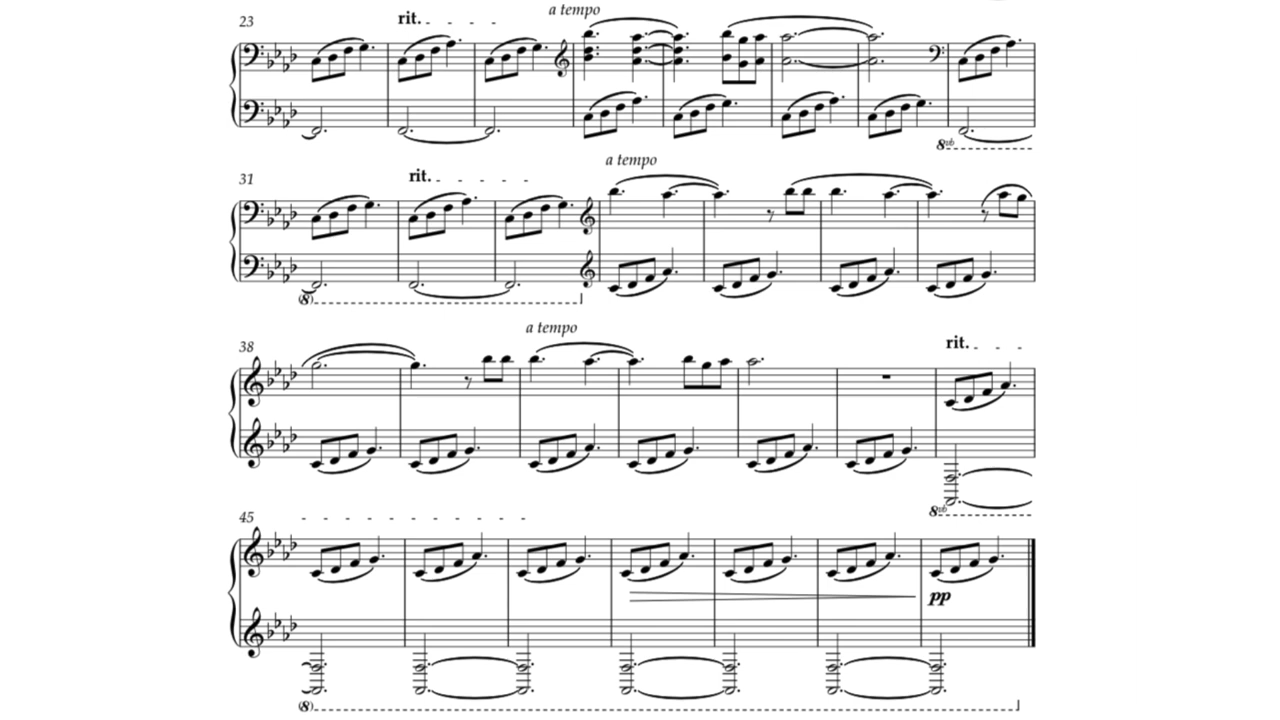 a tempo
23 rit.
8vb
a tempo
31 rit.
(8)
a tempo
38 rit.
8vb
45
pp
(8)